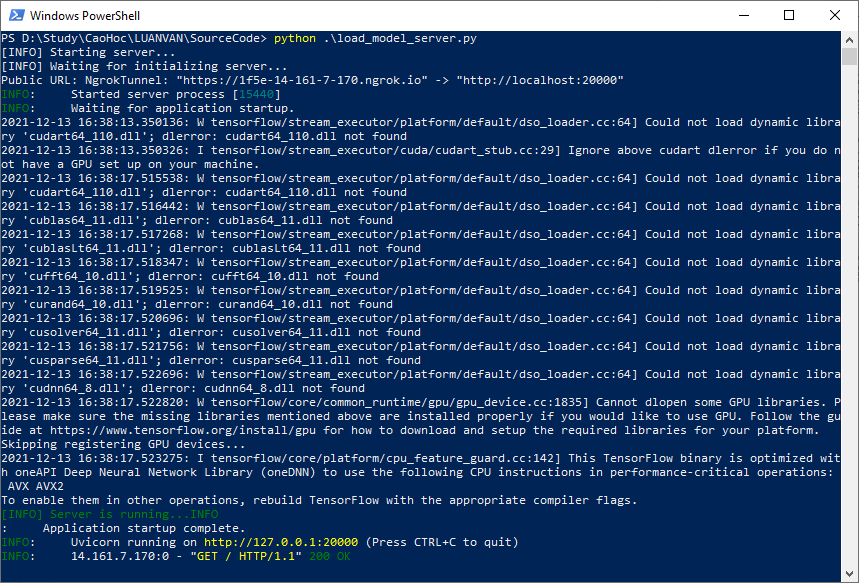 Windows PowerShell
PS D:\Study\CaoHoc\LUANVAN\SourceCode> python .\load_model_server.py
[INFO] Starting server...
[INFO] Waiting for initializing server...
Public URL: NgrokTunnel: "https://1f5e-14-161-7-170.ngrok.io" -> "http://localhost:20000"
INFO:     Started server process [15440]
INFO:     Waiting for application startup.
2021-12-13 16:38:13.350136: W tensorflow/stream_executor/platform/default/dso_loader.cc:64] Could not load dynamic libra
ry 'cudart64_110.dll'; dlerror: cudart64_110.dll not found
2021-12-13 16:38:13.350326: I tensorflow/stream_executor/cuda/cudart_stub.cc:29] Ignore above cudart dlerror if you do n
ot have a GPU set up on your machine.
2021-12-13 16:38:17.515538: W tensorflow/stream_executor/platform/default/dso_loader.cc:64] Could not load dynamic libra
ry 'cudart64_110.dll'; dlerror: cudart64_110.dll not found
2021-12-13 16:38:17.516442: W tensorflow/stream_executor/platform/default/dso_loader.cc:64] Could not load dynamic libra
ry 'cublas64_11.dll'; dlerror: cublas64_11.dll not found
2021-12-13 16:38:17.517268: W tensorflow/stream_executor/platform/default/dso_loader.cc:64] Could not load dynamic libra
ry 'cublasLt64_11.dll'; dlerror: cublasLt64_11.dll not found
2021-12-13 16:38:17.518347: W tensorflow/stream_executor/platform/default/dso_loader.cc:64] Could not load dynamic libra
ry 'cufft64_10.dll'; dlerror: cufft64_10.dll not found
2021-12-13 16:38:17.519525: W tensorflow/stream_executor/platform/default/dso_loader.cc:64] Could not load dynamic libra
ry 'curand64_10.dll'; dlerror: curand64_10.dll not found
2021-12-13 16:38:17.520696: W tensorflow/stream_executor/platform/default/dso_loader.cc:64] Could not load dynamic libra
ry 'cusolver64_11.dll'; dlerror: cusolver64_11.dll not found
2021-12-13 16:38:17.521756: W tensorflow/stream_executor/platform/default/dso_loader.cc:64] Could not load dynamic libra
ry 'cusparse64_11.dll'; dlerror: cusparse64_11.dll not found
2021-12-13 16:38:17.522696: W tensorflow/stream_executor/platform/default/dso_loader.cc:64] Could not load dynamic libra
ry 'cudnn64_8.dll'; dlerror: cudnn64_8.dll not found
2021-12-13 16:38:17.522820: W tensorflow/core/common_runtime/gpu/gpu_device.cc:1835] Cannot dlopen some GPU libraries. P
lease make sure the missing libraries mentioned above are installed properly if you would like to use GPU. Follow the gu
ide at https://www.tensorflow.org/install/gpu for how to download and setup the required libraries for your platform.
Skipping registering GPU devices...
2021-12-13 16:38:17.523275: I tensorflow/core/platform/cpu_feature_guard.cc:142] This TensorFlow binary is optimized wit
h oneAPI Deep Neural Network Library (oneDNN) to use the following CPU instructions in performance-critical operations:
 AVX AVX2
To enable them in other operations, rebuild TensorFlow with the appropriate compiler flags.
[INFO] Server is running...INFO
:     Application startup complete.
INFO:     Uvicorn running on http://127.0.0.1:20000 (Press CTRL+C to quit)
INFO:     14.161.7.170:0 - "GET / HTTP/1.1" 200 OK